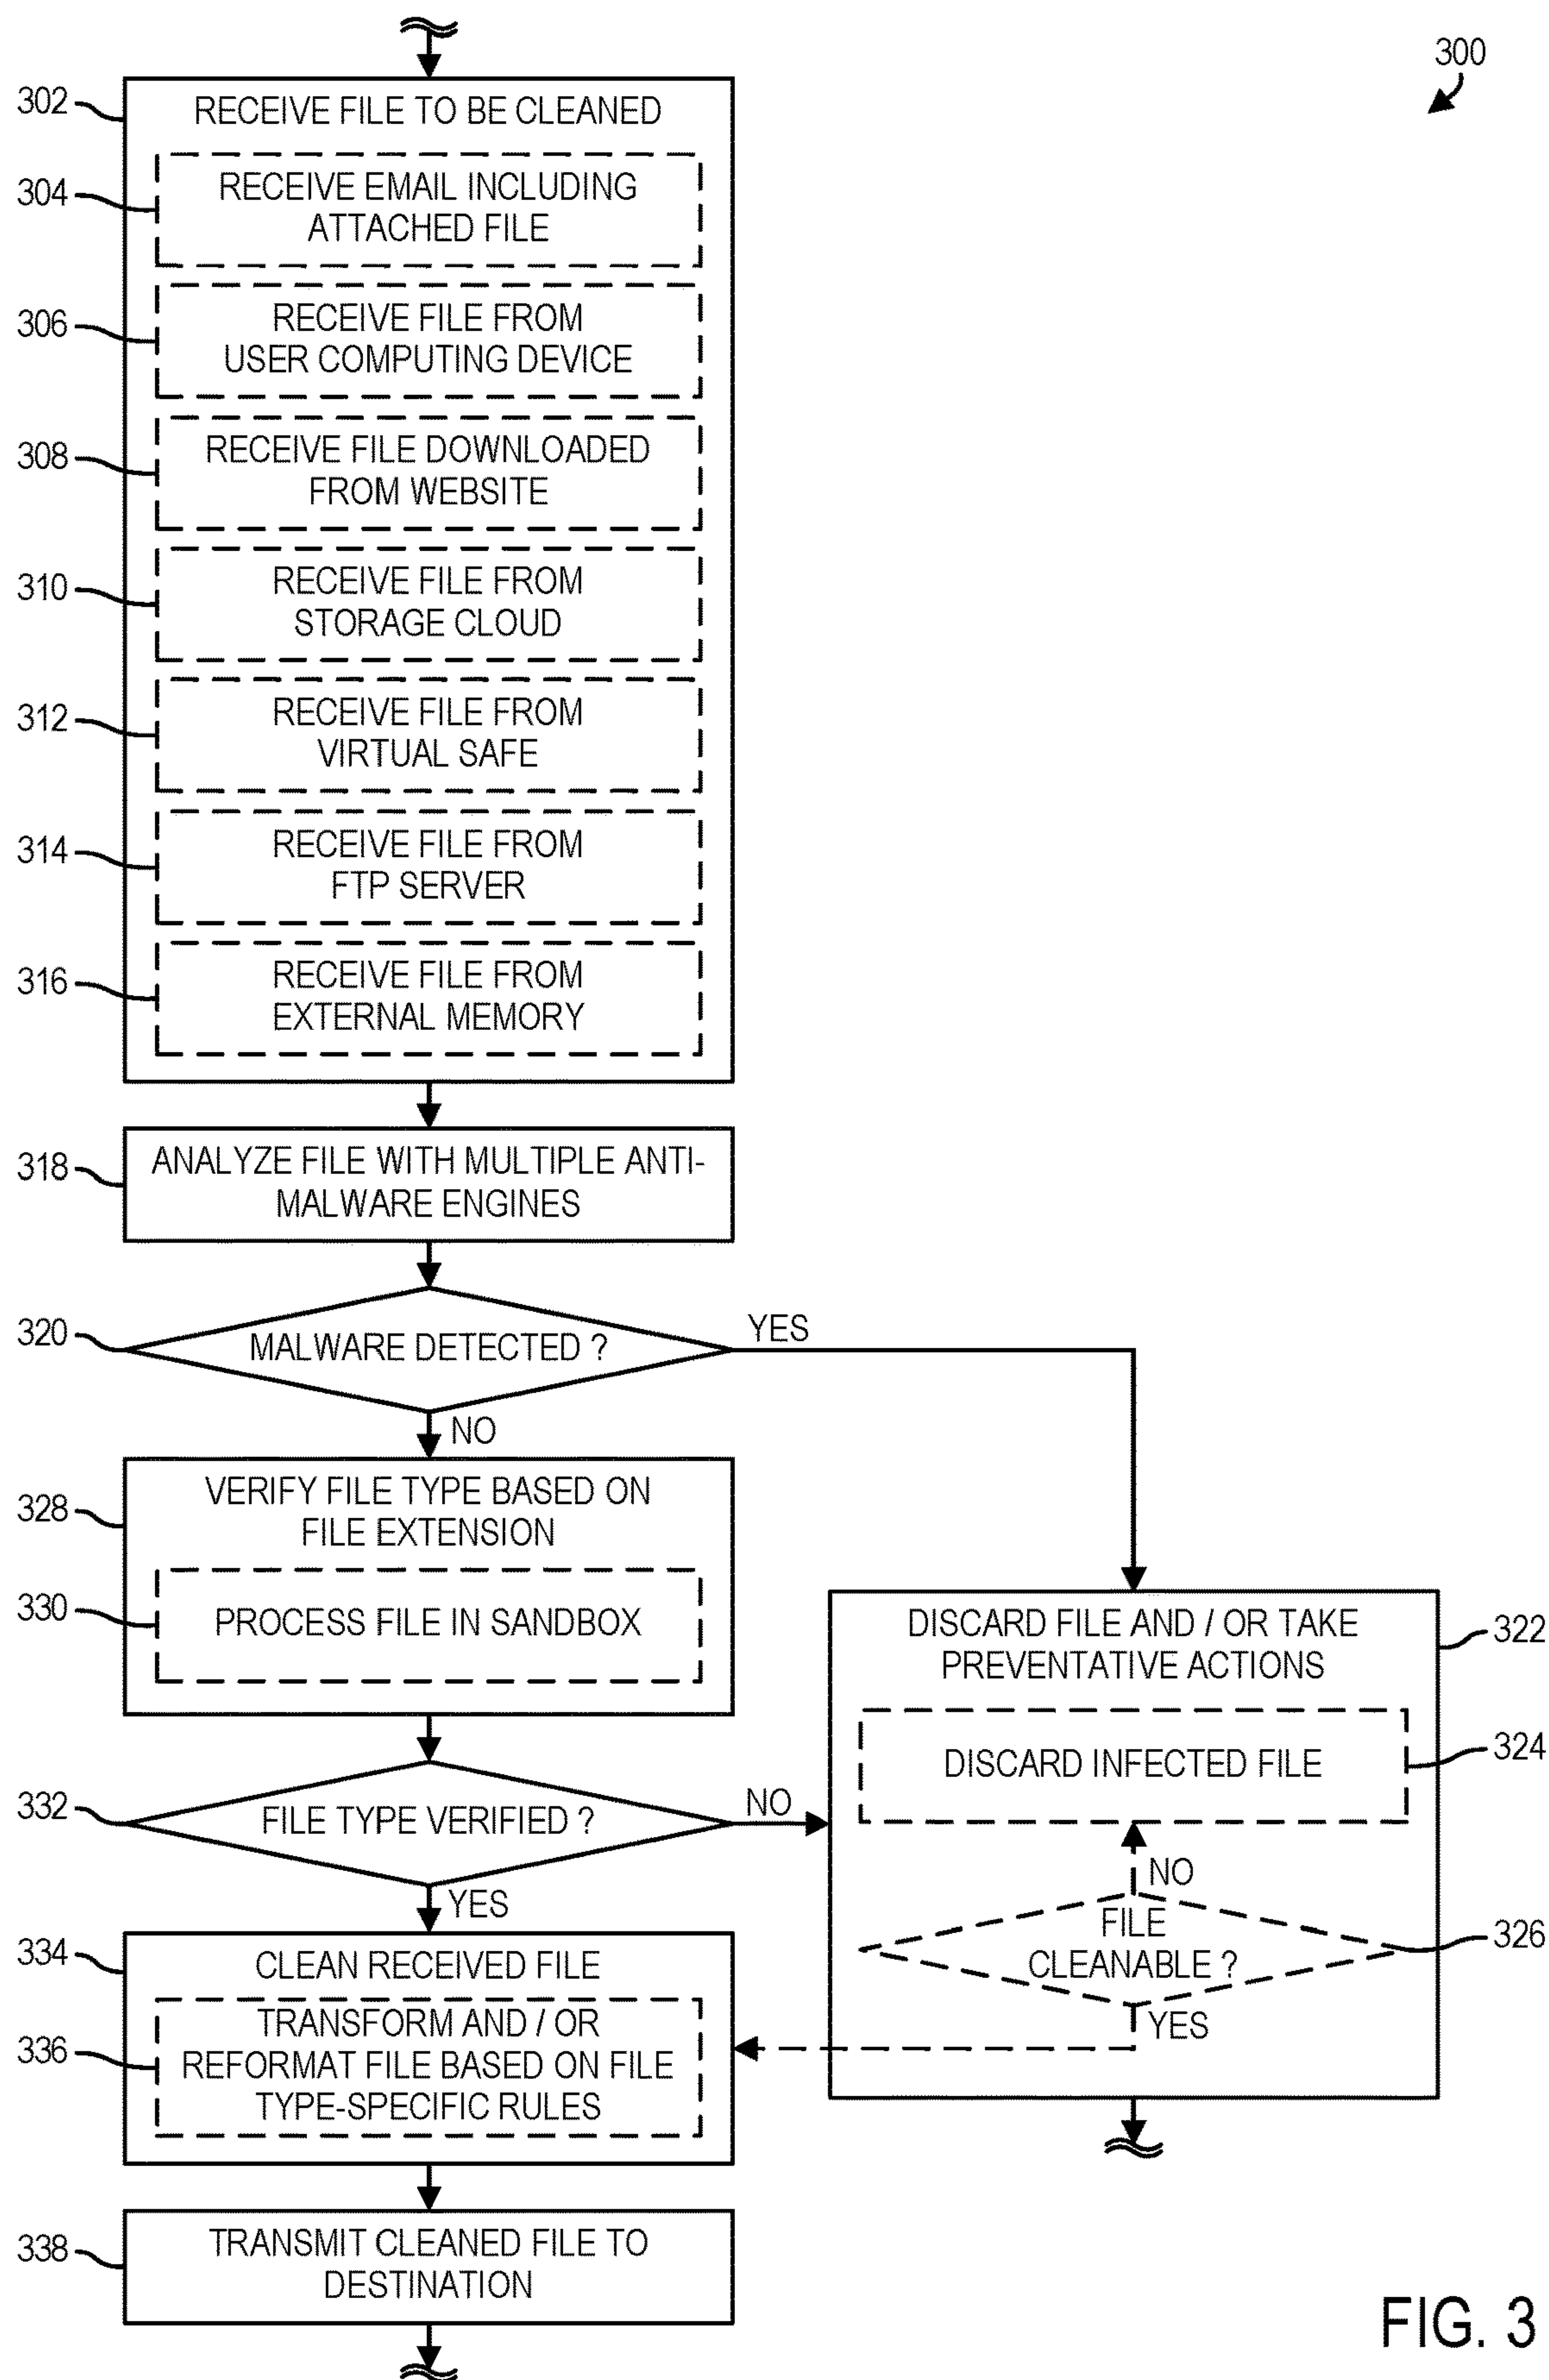 300
302
RECEIVE FILE TO BE CLEANED
304
RECEIVE EMAIL INCLUDING
ATTACHED FILE
306
RECEIVE FILE FROM
USER COMPUTING DEVICE
308
RECEIVE FILE DOWNLOADED
FROM WEBSITE
310
RECEIVE FILE FROM
STORAGE CLOUD
312
RECEIVE FILE FROM
VIRTUAL SAFE
314
RECEIVE FILE FROM
FTP SERVER
316
RECEIVE FILE FROM
EXTERNAL MEMORY
318
ANALYZE FILE WITH MULTIPLE ANTI-
MALWARE ENGINES
320
MALWARE DETECTED ?
YES
NO
328
VERIFY FILE TYPE BASED ON
FILE EXTENSION
330
PROCESS FILE IN SANDBOX
332
FILE TYPE VERIFIED ?
NO
YES
322
DISCARD FILE AND / OR TAKE
PREVENTATIVE ACTIONS
324
DISCARD INFECTED FILE
NO
326
FILE
CLEANABLE ?
YES
334
CLEAN RECEIVED FILE
336
TRANSFORM AND / OR
REFORMAT FILE BASED ON FILE
TYPE-SPECIFIC RULES
338
TRANSMIT CLEANED FILE TO
DESTINATION
FIG. 3